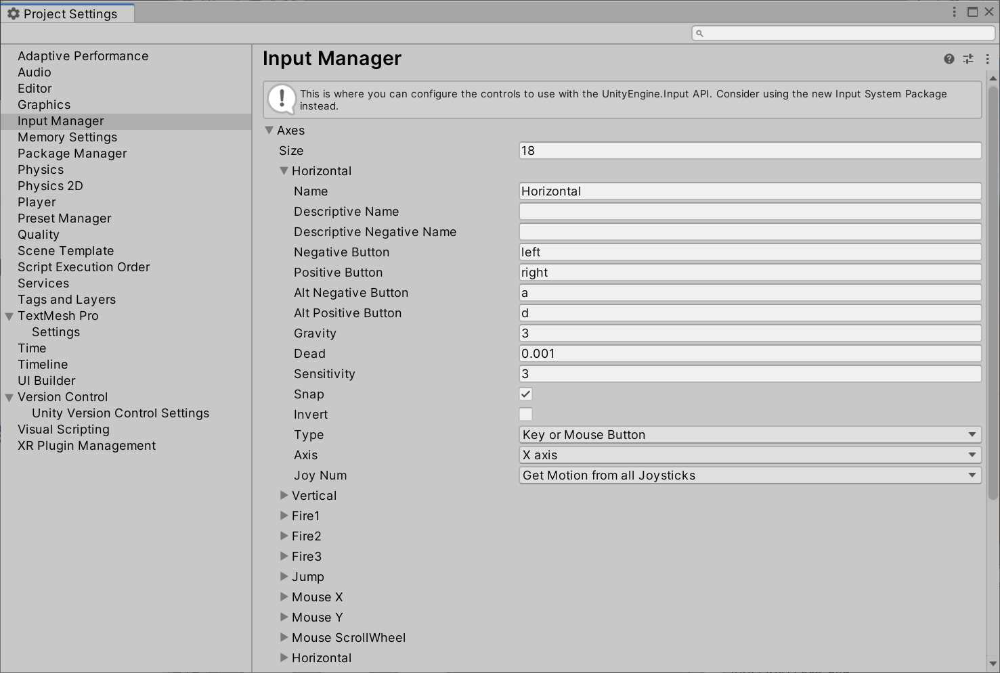 Project Settings
Adaptive Performance
Audio
Editor
Graphics
Input Manager
Memory Settings
Package Manager
Physics
Physics 2D
Player
Preset Manager
Quality
Scene Template
Script Execution Order
Services
Tags and Layers
TextMesh Pro
Settings
Time
Timeline
UI Builder
Version Control
Unity Version Control Settings
Visual Scripting
XR Plugin Management
Input Manager
This is where you can configure the controls to use with the UnityEngine.Input API. Consider using the new Input System Package
instead.
Axes
Size 18
Horizontal
Name Horizontal
Descriptive Name
Descriptive Negative Name
Negative Button left
Positive Button right
Alt Negative Button a
Alt Positive Button d
Gravity 3
Dead 0.001
Sensitivity 3
Snap
Invert
Type Key or Mouse Button
Axis X axis
Joy Num Get Motion from all Joysticks
Vertical
Fire1
Fire2
Fire3
Jump
Mouse X
Mouse Y
Mouse ScrollWheel
Horizontal